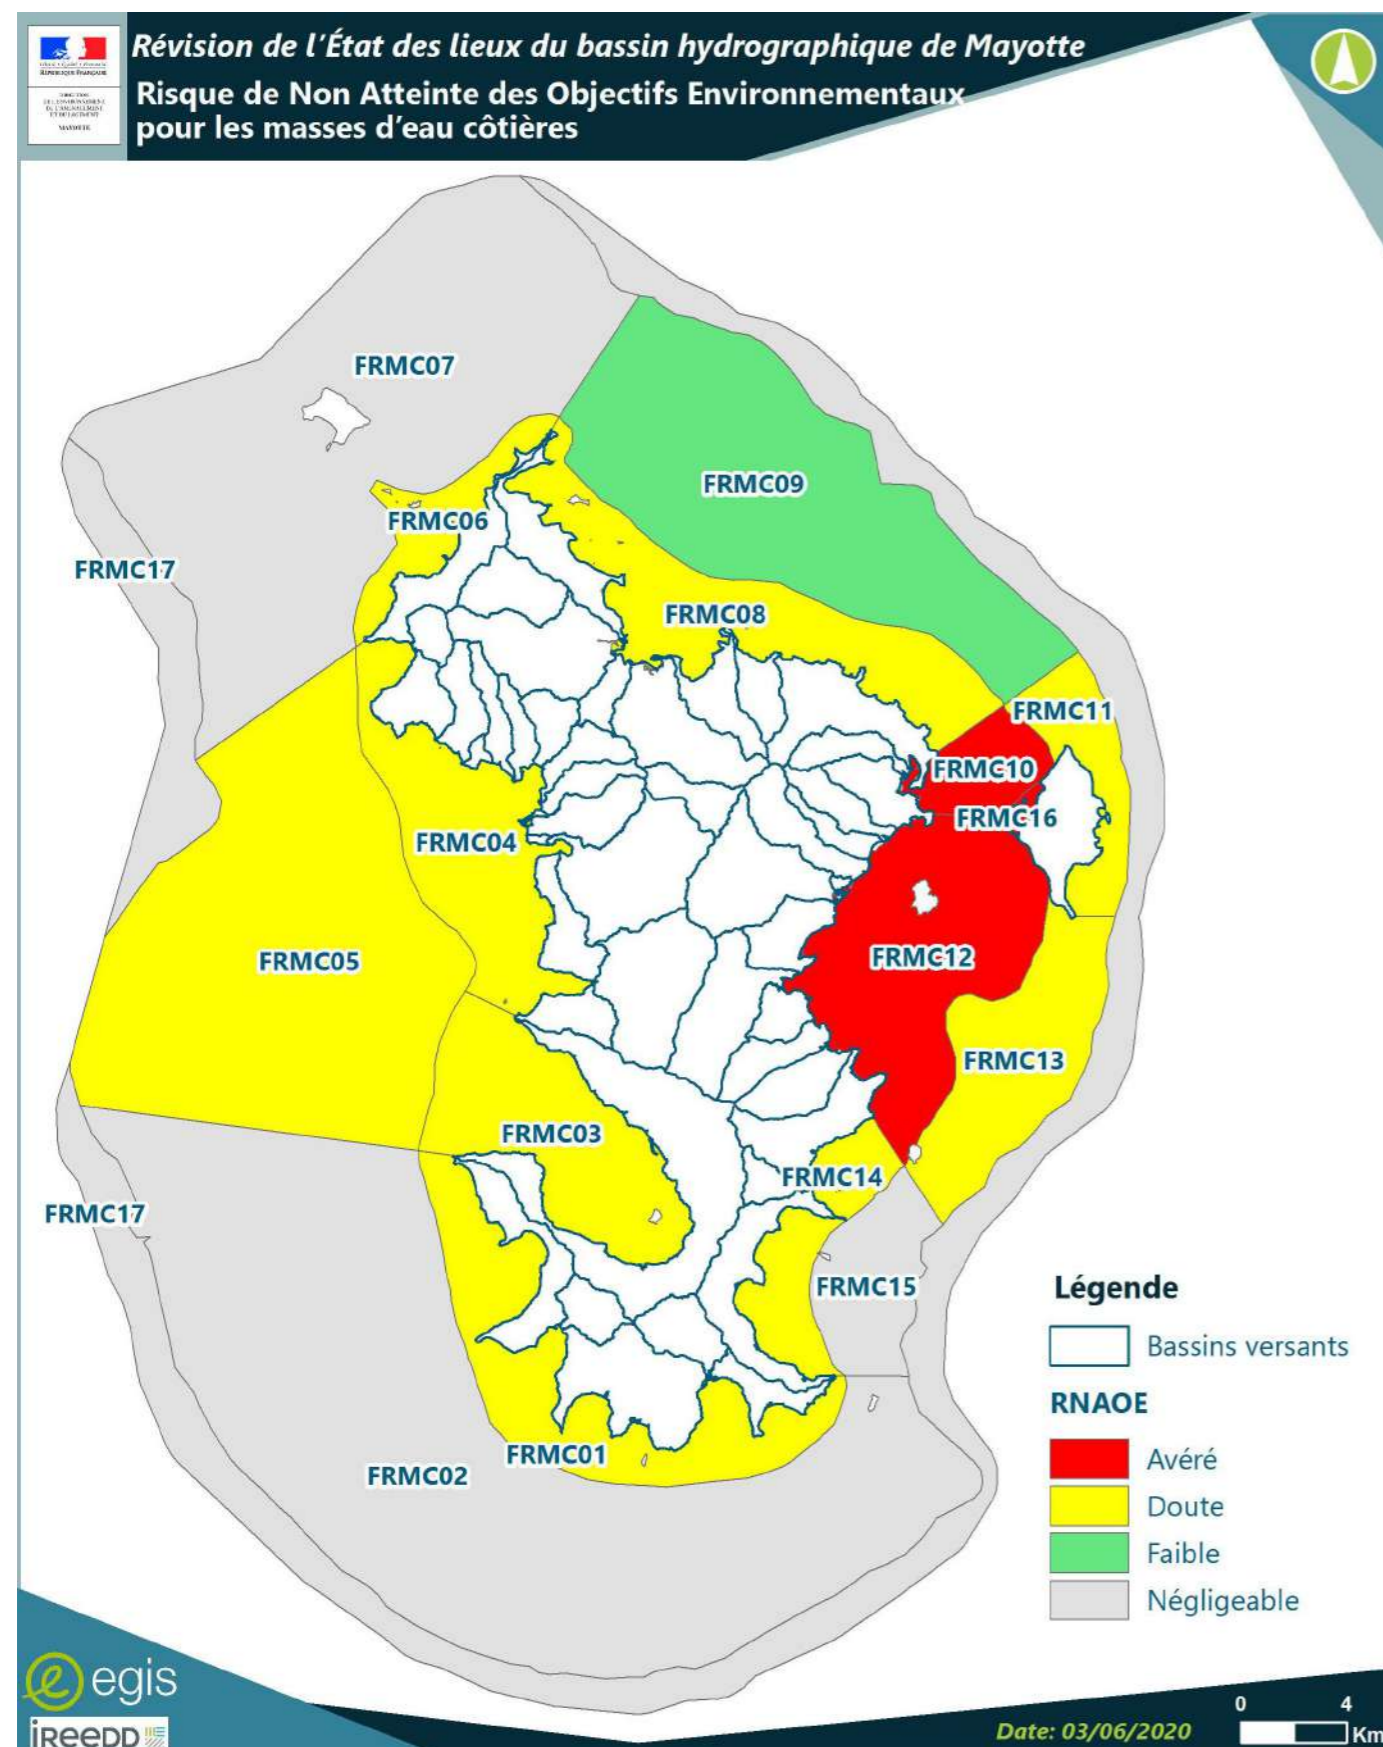 Révision de l'État des lieux du bassin hydrographique de Mayotte
Risque de Non Atteinte des Objectifs Environnementaux
pour les masses d'eau côtières
RÉPUBLIQUE FRANÇAISE
MAYOTTE
FRMC07
FRMC09
FRMC06
FRMC17
FRMC08
FRMC11
FRMC10
FRMC16
FRMC04
FRMC05
FRMC12
FRMC13
FRMC03
FRMC14
FRMC17
FRMC15
FRMC01
FRMC02
Légende
Bassins versants
RNAOE
Avéré
Doute
Faible
Négligeable
egis
iReeDD
Date: 03/06/2020
0 4
Km